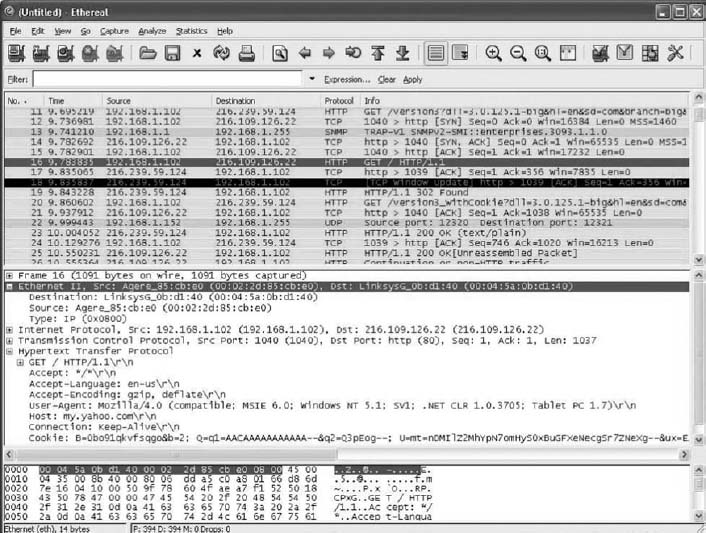 (Untitled) - Ethereal
File Edit View Go Capture Analyze Statistics Help
Filter: Expression... Clear Apply
No. . Time Source Destination Protocol Info
11 9.695219 192.168.1.102 216.239.59.124 HTTP GET /version3?dll=3.0.125.1-big&hl=en&sd=com&branch=big&
12 9.736981 192.168.1.102 216.109.126.22 TCP 1040 > http [SYN] Seq=0 Ack=0 Win=16384 Len=0 MSS=1460
13 9.741210 192.168.1.1 192.168.1.255 SNMP TRAP-V1 SNMPv2-SMI::enterprises.3093.1.1.0
14 9.782692 216.109.126.22 192.168.1.102 TCP http > 1040 [SYN, ACK] Seq=0 Ack=1 Win=65535 Len=0 MS
15 9.782901 192.168.1.102 216.109.126.22 TCP 1040 > http [ACK] Seq=1 Ack=1 Win=17232 Len=0
16 9.783835 192.168.1.102 216.109.126.22 HTTP GET / HTTP/1.1
17 9.835065 216.239.59.124 192.168.1.102 TCP http > 1039 [ACK] Seq=1 Ack=356 Win=7835 Len=0
18 9.835837 216.239.59.124 192.168.1.102 TCP [TCP Window Update] http > 1039 [ACK] Seq=1 Ack=356 Win=
19 9.843228 216.239.59.124 192.168.1.102 HTTP HTTP/1.1 302 Found
20 9.860602 192.168.1.102 216.239.59.124 HTTP GET /version3_withCookie?dll=3.0.125.1-big&hl=en&sd=com&
21 9.937912 216.109.126.22 192.168.1.102 TCP http > 1040 [ACK] Seq=1 Ack=1038 Win=65535 Len=0
22 9.999443 192.168.1.152 192.168.1.255 UDP Source port: 12320 Destination port: 12321
23 10.004052 216.239.59.124 192.168.1.102 HTTP HTTP/1.1 200 OK (text/plain)
24 10.129276 192.168.1.102 216.239.59.124 TCP 1039 > http [ACK] Seq=746 Ack=1020 Win=16213 Len=0
25 10.550231 216.109.126.22 192.168.1.102 HTTP HTTP/1.1 200 OK[Unreassembled Packet]
26 10.555364 216.109.126.22 192.168.1.102 HTTP Continuation or non-HTTP traffic
Frame 16 (1091 bytes on wire, 1091 bytes captured)
Ethernet II, Src: Agere_85:cb:e0 (00:02:2d:85:cb:e0), Dst: LinksysG_0b:d1:40 (00:04:5a:0b:d1:40)
Destination: LinksysG_0b:d1:40 (00:04:5a:0b:d1:40)
Source: Agere_85:cb:e0 (00:02:2d:85:cb:e0)
Type: IP (0x0800)
Internet Protocol, Src: 192.168.1.102 (192.168.1.102), Dst: 216.109.126.22 (216.109.126.22)
Transmission Control Protocol, Src Port: 1040 (1040), Dst Port: http (80), Seq: 1, Ack: 1, Len: 1037
Hypertext Transfer Protocol
GET / HTTP/1.1\r\n
Accept: */*\r\n
Accept-Language: en-us\r\n
Accept-Encoding: gzip, deflate\r\n
User-Agent: Mozilla/4.0 (compatible; MSIE 6.0; Windows NT 5.1; SV1; .NET CLR 1.0.3705; Tablet PC 1.7)\r\n
Host: my.yahoo.com\r\n
Connection: Keep-Alive\r\n
Cookie: B=0bo91qkvfsqgo&b=2; Q=q1=AACAAAAAAAAAAA--&q2=Q3pEog--; U=mt=nDMIlZ2MhypN7omHyS0xBuGFXeNecgSr7ZNeXg--&ux=E
0000 00 04 5a 0b d1 40 00 02 2d 85 cb e0 08 00 45 00 ..Z..@.. -.....E.
0010 04 35 00 8b 40 00 80 06 dd a5 c0 a8 01 66 d8 6d .5..@... .....f.m
0020 7e 16 04 10 00 50 9f 78 60 4f ae a7 f1 52 50 18 ~....P.x `O...RP.
0030 43 50 78 47 00 00 47 45 54 20 2f 20 48 54 54 50 CPxG..GE T / HTTP
0040 2f 31 2e 31 0d 0a 41 63 63 65 70 74 3a 20 2a 2f /1.1..Ac cept: */
0050 2a 0d 0a 41 63 63 65 70 74 2d 4c 61 6e 67 75 61 *..Accep t-Langua
Ethernet (eth), 14 bytes P: 394 D: 394 M: 0 Drops: 0